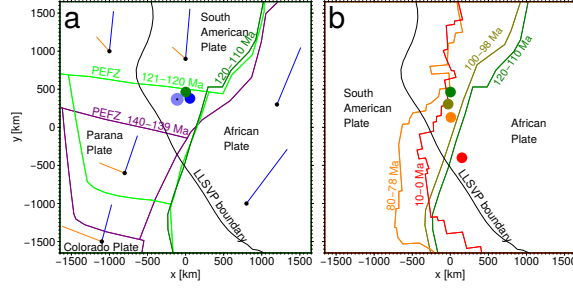 a
South
American
Plate
PEFZ
121−120 Ma
120−110 Ma
PEFZ 140−139 Ma
Parana
Plate
African
Plate
LLSVP boundary
Colorado Plate
y [km]
1500
1000
500
0
−500
−1000
−1500
−1500 −1000 −500 0 500 1000 1500
x [km]
b
100−98 Ma
120−110 Ma
South
American
Plate
African
Plate
80−78 Ma
10−0 Ma
LLSVP boundary
−1500 −1000 −500 0 500 1000 1500
x [km]